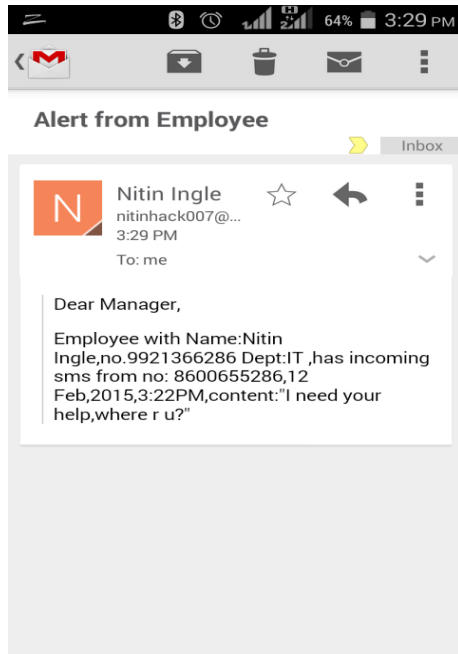 64% 3:29 PM
Alert from Employee
Inbox
N
Nitin Ingle
nitinhack007@...
3:29 PM
To: me
Dear Manager,
Employee with Name:Nitin
Ingle,no.9921366286 Dept:IT ,has incoming
sms from no: 8600655286,12
Feb,2015,3:22PM,content:"I need your
help,where r u?"